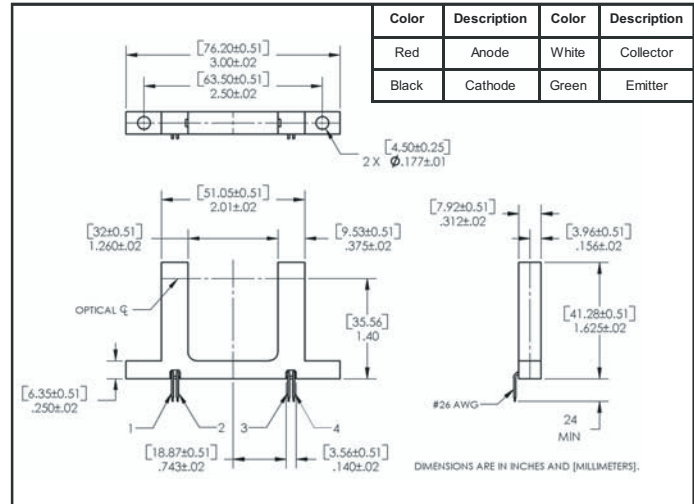 Color Description Color Description
Red Anode White Collector
Black Cathode Green Emitter
[76.20±0.51]
3.00±.02
[63.50±0.51]
2.50±.02
[4.50±0.25]
2 X Ø.177±.01
[51.05±0.51]
2.01±.02
[32±0.51]
1.260±.02
[9.53±0.51]
.375±.02
[7.92±0.51]
.312±.02
[3.96±0.51]
.156±.02
OPTICAL ℄
[35.56]
1.40
[41.28±0.51]
1.625±.02
[6.35±0.51]
.250±.02
1 2 3 4
#26 AWG
24
MIN
[18.87±0.51]
.743±.02
[3.56±0.51]
.140±.02
DIMENSIONS ARE IN INCHES AND [MILLIMETERS].